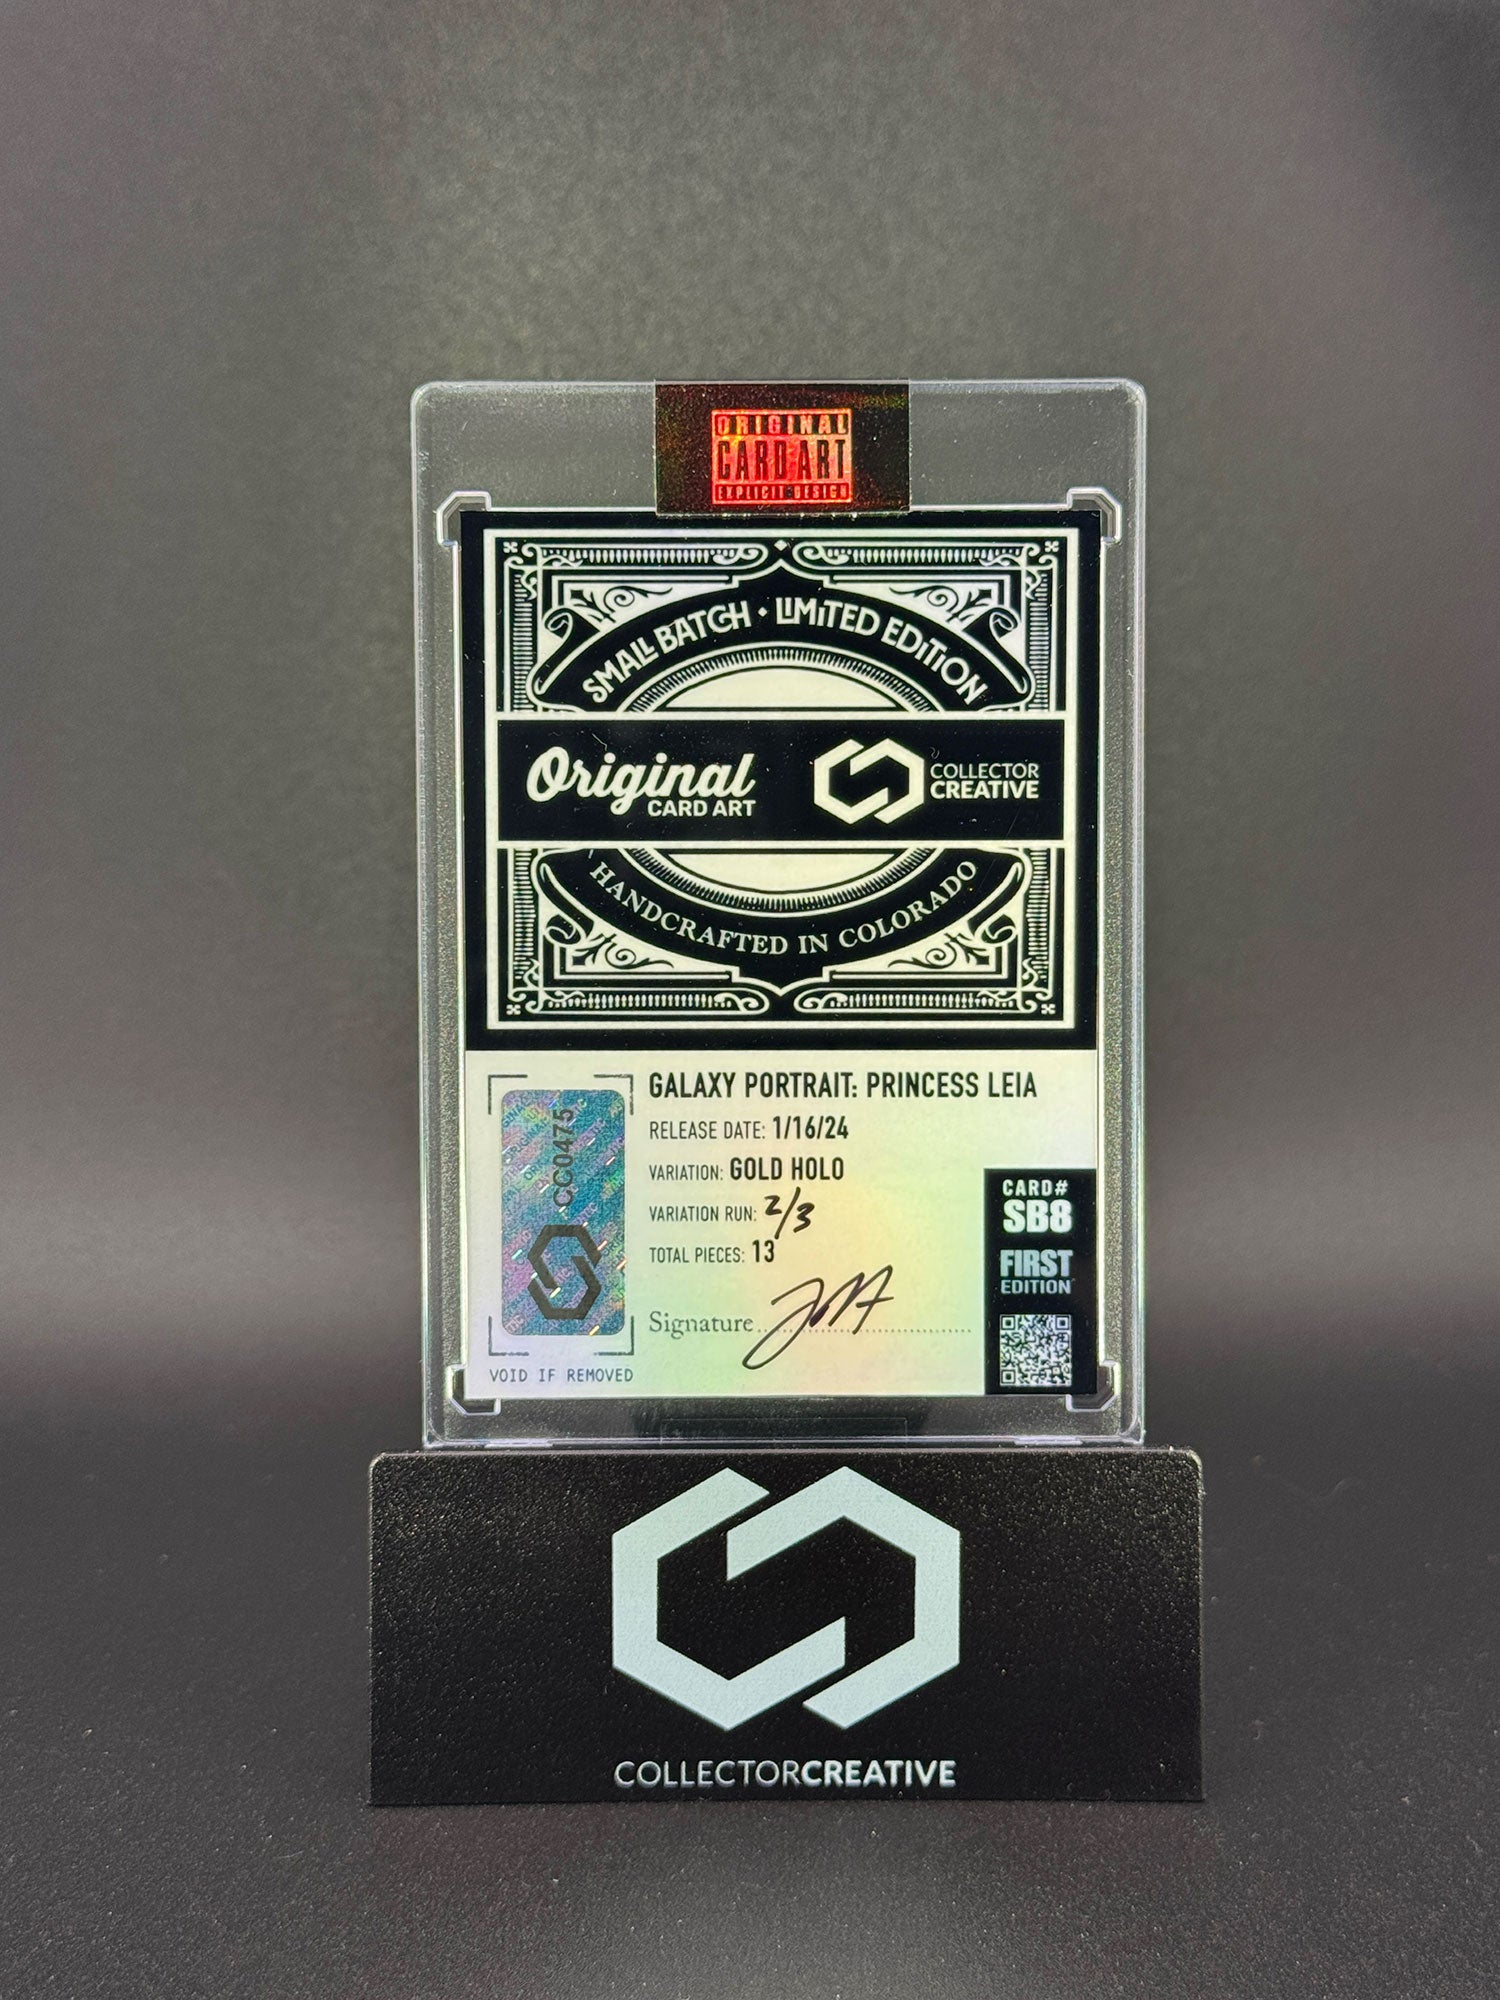 ORIGINAL
CARD ART
EXPLICIT DESIGN
SMALL BATCH • LIMITED EDITION
Original
CARD ART
COLLECTOR
CREATIVE
HANDCRAFTED IN COLORADO
GALAXY PORTRAIT: PRINCESS LEIA
RELEASE DATE: 1/16/24
VARIATION: GOLD HOLO
VARIATION RUN: 2/3
TOTAL PIECES: 13
Signature
CC0475
VOID IF REMOVED
CARD#
SB8
FIRST
EDITION
COLLECTORCREATIVE